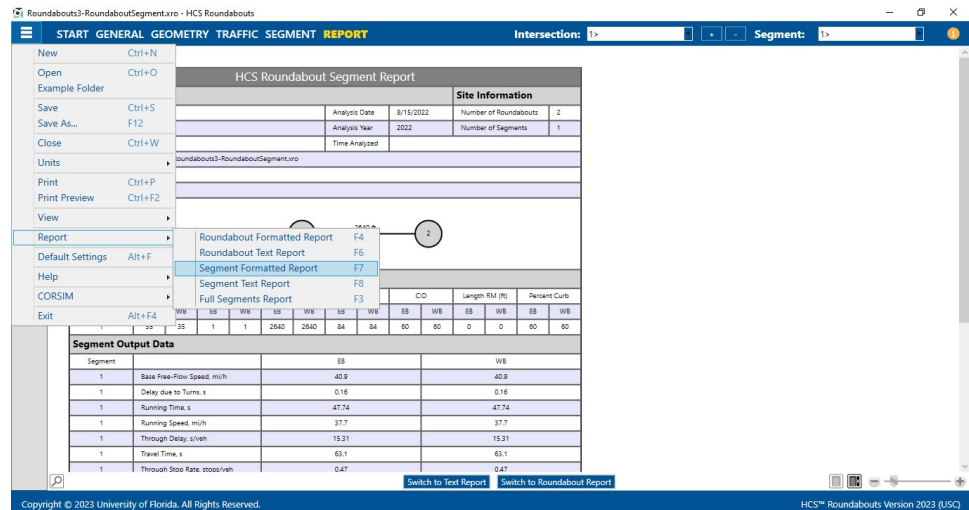 Roundabouts3-RoundaboutSegment.xro - HCS Roundabouts
START GENERAL GEOMETRY TRAFFIC SEGMENT REPORT Intersection: 1> + - Segment: 1>
New Ctrl+N
Open Ctrl+O
Example Folder
Save Ctrl+S
Save As... F12
Close Ctrl+W
Units
Print Ctrl+P
Print Preview Ctrl+F2
View
Report
Default Settings Alt+F
Help
CORSIM
Exit Alt+F4
Roundabout Formatted Report F4
Roundabout Text Report F6
Segment Formatted Report F7
Segment Text Report F8
Full Segments Report F3
HCS Roundabout Segment Report
Site Information
Analysis Date 8/15/2022 Number of Roundabouts 2
Analysis Year 2022 Number of Segments 1
Time Analyzed
oundabouts3-RoundaboutSegment.xro
2
CID Length RM (ft) Percent Curb
WB EB WB EB WB EB WB EB WB EB WB EB WB
1 35 35 1 1 2640 2640 84 84 60 60 0 0 60 60
Segment Output Data
Segment EB WB
1 Base Free-Flow Speed, mi/h 40.9 40.9
1 Delay due to Turns, s 0.16 0.16
1 Running Time, s 47.74 47.74
1 Running Speed, mi/h 37.7 37.7
1 Through Delay, s/veh 15.31 15.31
1 Travel Time, s 63.1 63.1
1 Through Stop Rate, stops/veh 0.47 0.47
Switch to Text Report Switch to Roundabout Report
Copyright © 2023 University of Florida. All Rights Reserved. HCS™ Roundabouts Version 2023 (USC)